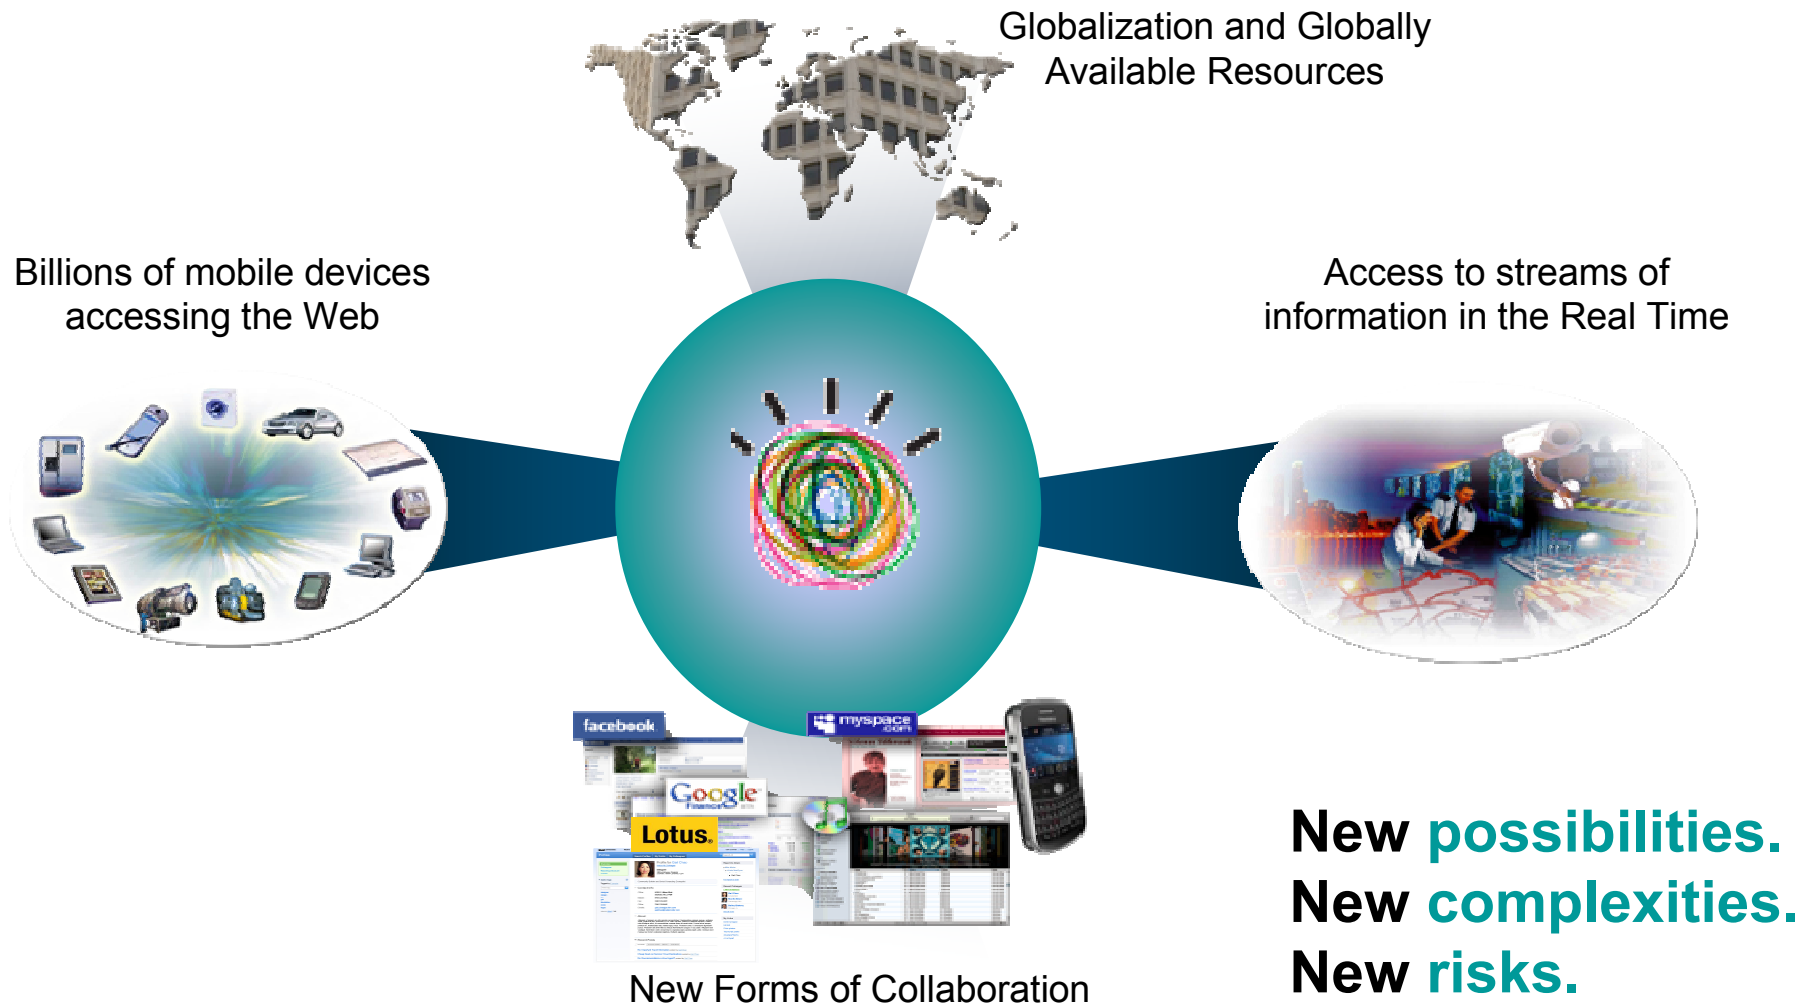 Globalization and Globally
Available Resources
Billions of mobile devices
accessing the Web
Access to streams of
information in the Real Time
facebook
myspace
.com
Google
Finance
Lotus.
New Forms of Collaboration
New possibilities.
New complexities.
New risks.